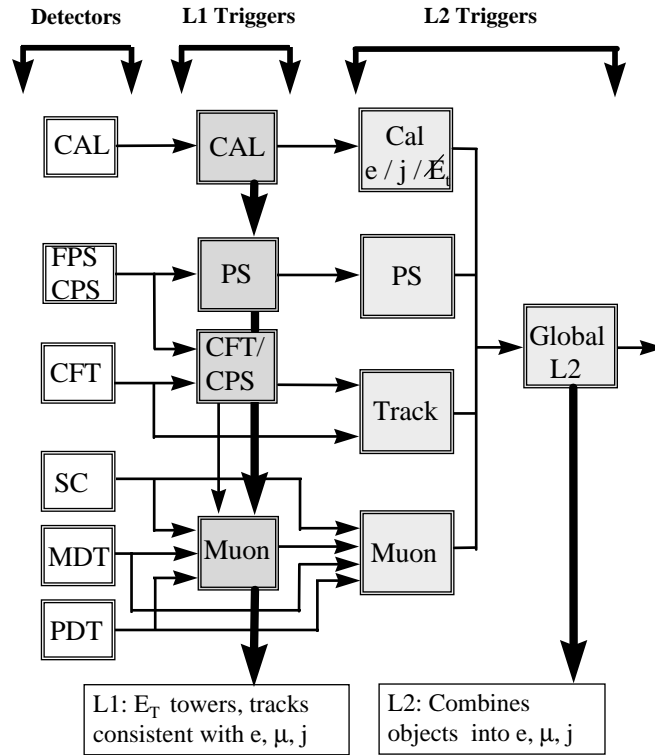 Detectors
L1 Triggers
L2 Triggers
CAL
CAL
Cal
e / j / E̸t
FPS
CPS
PS
PS
CFT/
CPS
CFT
Track
Global
L2
SC
MDT
PDT
Muon
Muon
L1: ET towers, tracks
consistent with e, μ, j
L2: Combines
objects into e, μ, j